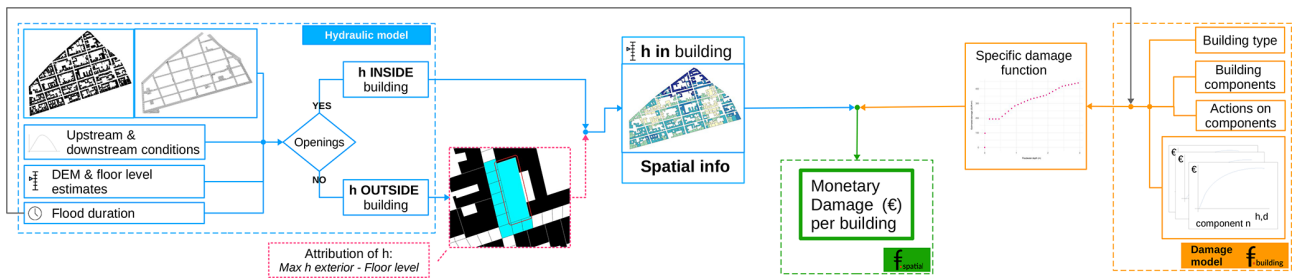 Hydraulic model
Upstream &
downstream conditions
DEM & floor level
estimates
Flood duration
YES
Openings
NO
h INSIDE
building
h OUTSIDE
building
Attribution of h:
Max h exterior - Floor level
h in building
Spatial info
Monetary
Damage (€)
per building
f spatial
Specific damage
function
Building type
Building
components
Actions on
components
€
€
component n
h,d
Damage
model
f building